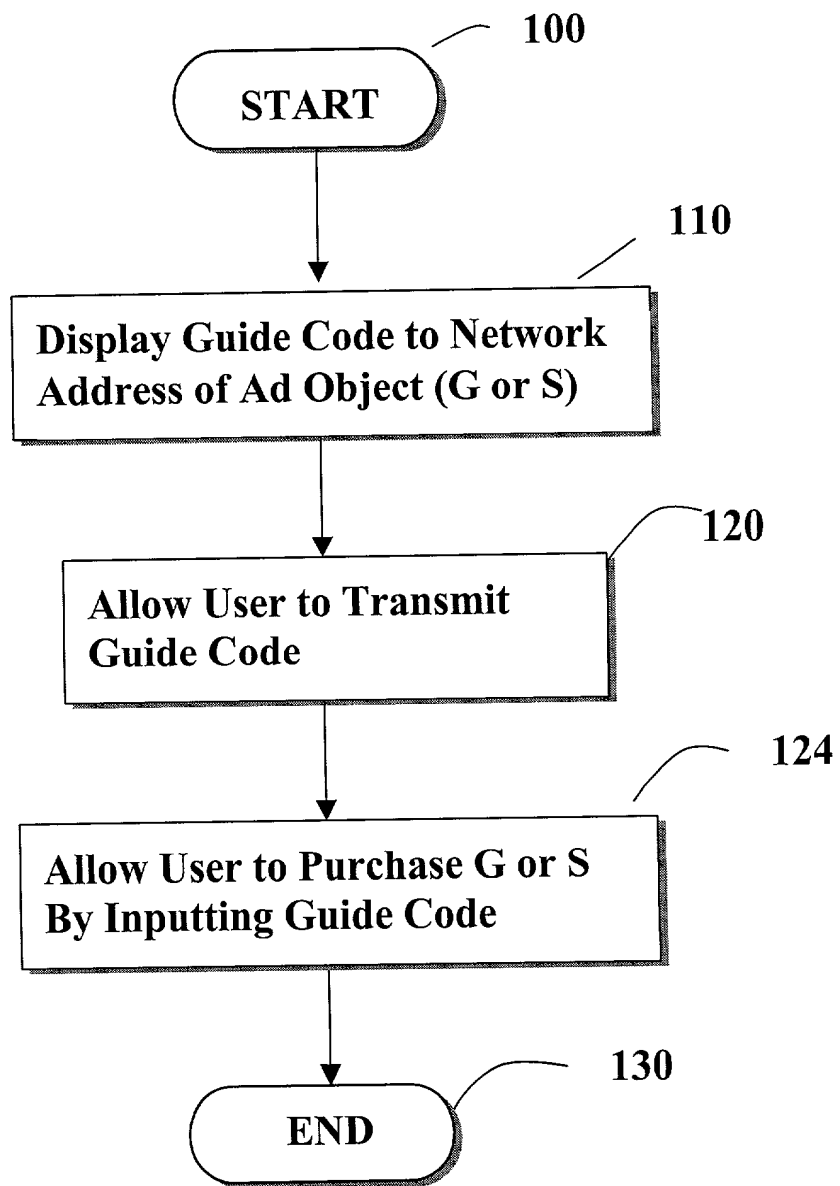 100
START
110
Display Guide Code to Network
Address of Ad Object (G or S)
120
Allow User to Transmit
Guide Code
124
Allow User to Purchase G or S
By Inputting Guide Code
130
END